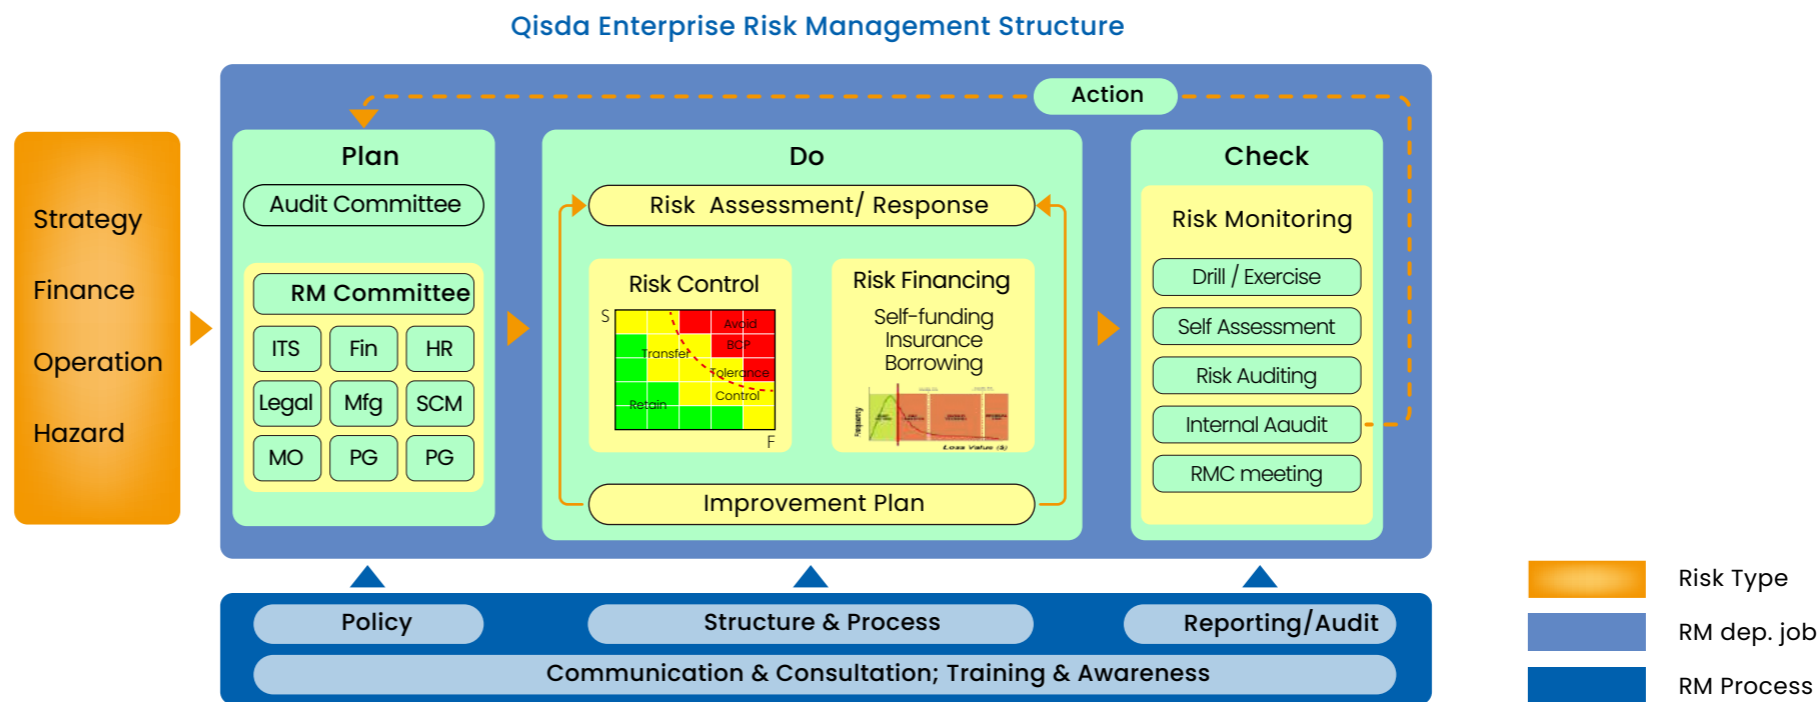 Qisda Enterprise Risk Management Structure
Action
Strategy
Finance
Operation
Hazard
Plan
Audit Committee
RM Committee
ITS Fin HR
Legal Mfg SCM
MO PG PG
Do
Risk Assessment/ Response
Risk Control
S
Avoid
BCP
Transfer
Tolerance
Control
Retain
F
Risk Financing
Self-funding
Insurance
Borrowing
Frequency
Loss Value ($)
Improvement Plan
Check
Risk Monitoring
Drill / Exercise
Self Assessment
Risk Auditing
Internal Aaudit
RMC meeting
Policy
Structure & Process
Reporting/Audit
Communication & Consultation; Training & Awareness
Risk Type
RM dep. job
RM Process